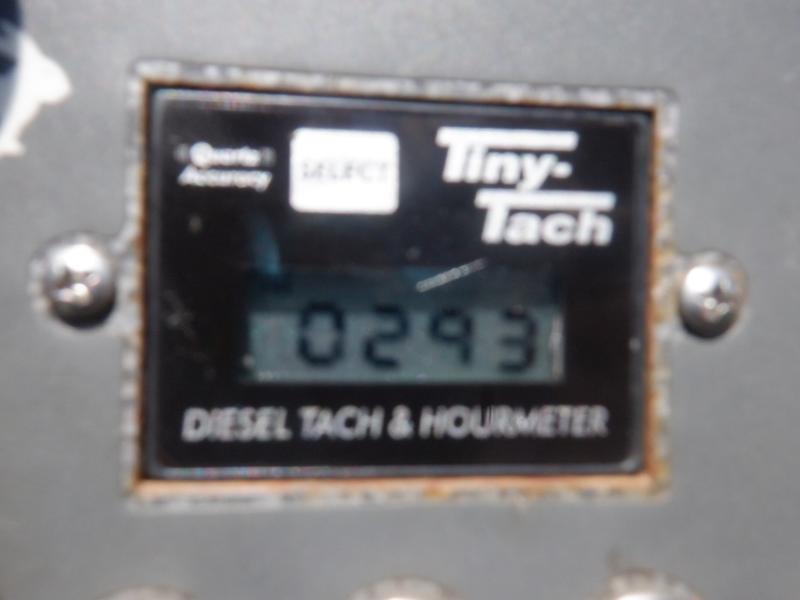 Quartz
Accuracy
SELECT
Tiny-
Tach
0293
DIESEL TACH & HOURMETER